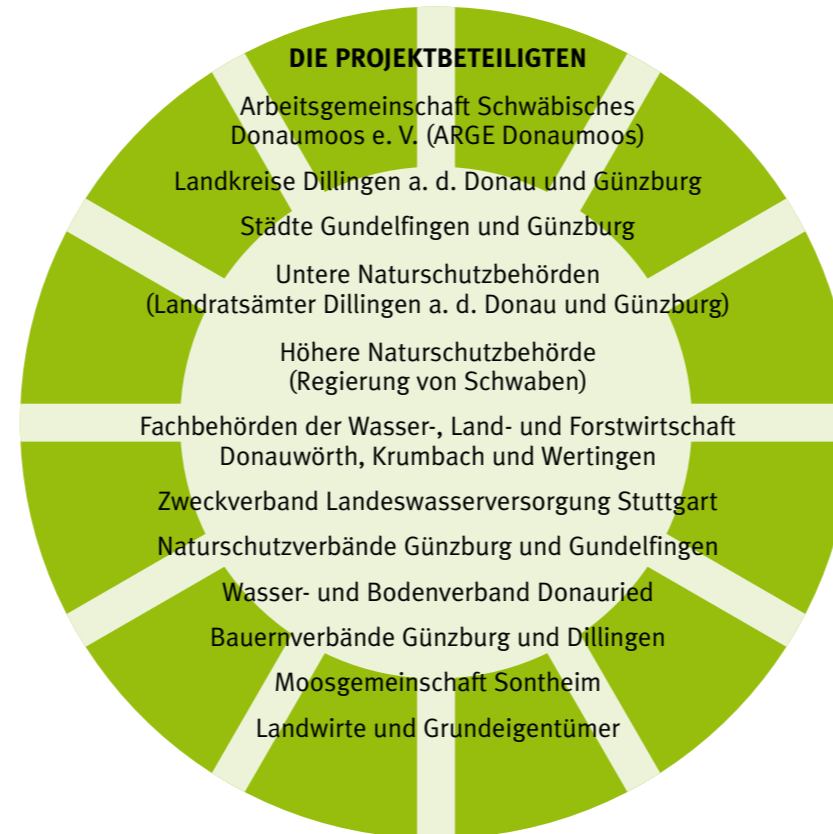 DIE PROJEKTBETEILIGTEN
Arbeitsgemeinschaft Schwäbisches
Donaumoos e. V. (ARGE Donaumoos)
Landkreise Dillingen a. d. Donau und Günzburg
Städte Gundelfingen und Günzburg
Untere Naturschutzbehörden
(Landratsämter Dillingen a. d. Donau und Günzburg)
Höhere Naturschutzbehörde
(Regierung von Schwaben)
Fachbehörden der Wasser-, Land- und Forstwirtschaft
Donauwörth, Krumbach und Wertingen
Zweckverband Landeswasserversorgung Stuttgart
Naturschutzverbände Günzburg und Gundelfingen
Wasser- und Bodenverband Donauried
Bauernverbände Günzburg und Dillingen
Moosgemeinschaft Sontheim
Landwirte und Grundeigentümer